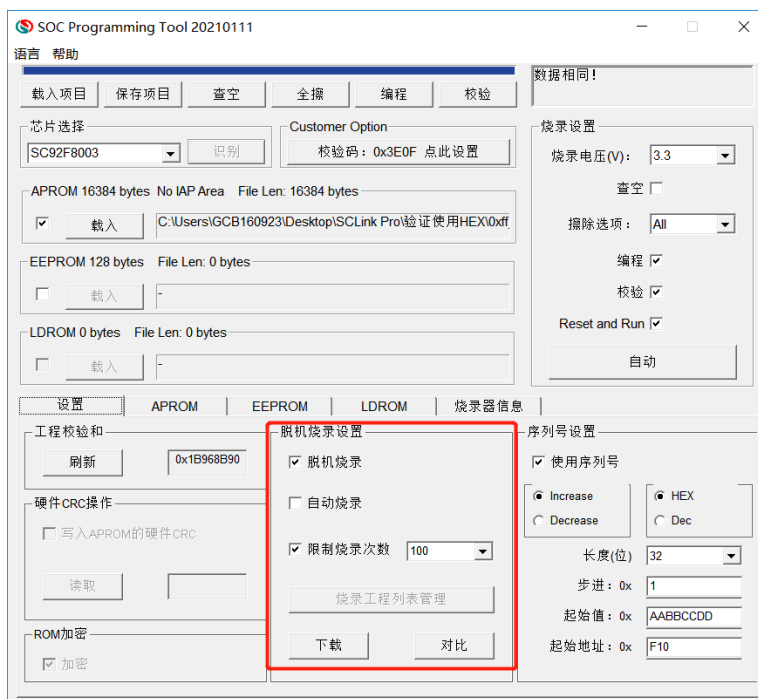 SOC Programming Tool 20210111
语言 帮助
载入项目 保存项目 查空 全擦 编程 校验
数据相同!
芯片选择
SC92F8003 识别
Customer Option
校验码: 0x3E0F 点此设置
APROM 16384 bytes No IAP Area File Len: 16384 bytes
载入 C:\Users\GCB160923\Desktop\SCLink Pro\验证使用HEX\0xff
EEPROM 128 bytes File Len: 0 bytes
载入 -
LDROM 0 bytes File Len: 0 bytes
载入 -
烧录设置
烧录电压(V): 3.3
查空
擦除选项: All
编程
校验
Reset and Run
自动
设置 APROM EEPROM LDROM 烧录器信息
工程校验和
刷新 0x1B968B90
硬件CRC操作
写入APROM的硬件CRC
读取
ROM加密
加密
脱机烧录设置
脱机烧录
自动烧录
限制烧录次数 100
烧录工程列表管理
下载 对比
序列号设置
使用序列号
Increase HEX
Decrease Dec
长度(位) 32
步进: 0x 1
起始值: 0x AABBCCDD
起始地址: 0x F10